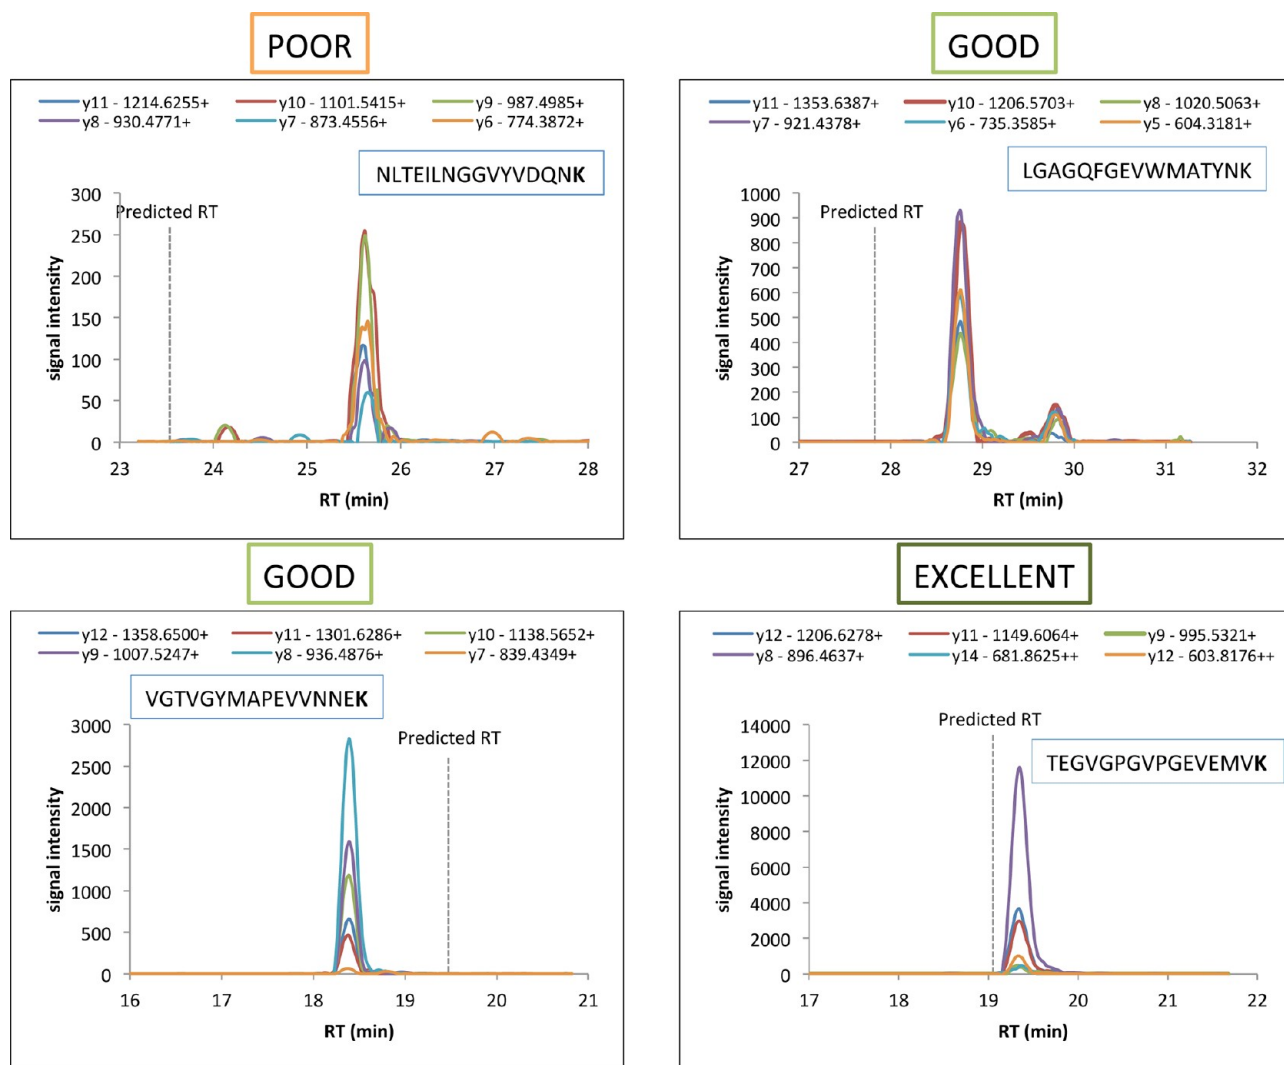 POOR
y11 - 1214.6255+ y10 - 1101.5415+ y9 - 987.4985+
y8 - 930.4771+ y7 - 873.4556+ y6 - 774.3872+
NLTEILNGGVYVDQNK
Predicted RT
signal intensity
300
250
200
150
100
50
0
23 24 25 26 27 28
RT (min)
GOOD
y11 - 1353.6387+ y10 - 1206.5703+ y8 - 1020.5063+
y7 - 921.4378+ y6 - 735.3585+ y5 - 604.3181+
LGAGQFGEVWMATYNK
Predicted RT
signal intensity
1000
900
800
700
600
500
400
300
200
100
0
27 28 29 30 31 32
RT (min)
GOOD
y12 - 1358.6500+ y11 - 1301.6286+ y10 - 1138.5652+
y9 - 1007.5247+ y8 - 936.4876+ y7 - 839.4349+
VGTVGYMAPEVVNNEK
Predicted RT
signal intensity
3000
2500
2000
1500
1000
500
0
16 17 18 19 20 21
RT (min)
EXCELLENT
y12 - 1206.6278+ y11 - 1149.6064+ y9 - 995.5321+
y8 - 896.4637+ y14 - 681.8625++ y12 - 603.8176++
Predicted RT
TEGVGPGVPGEVEMVK
signal intensity
14000
12000
10000
8000
6000
4000
2000
0
17 18 19 20 21 22
RT (min)